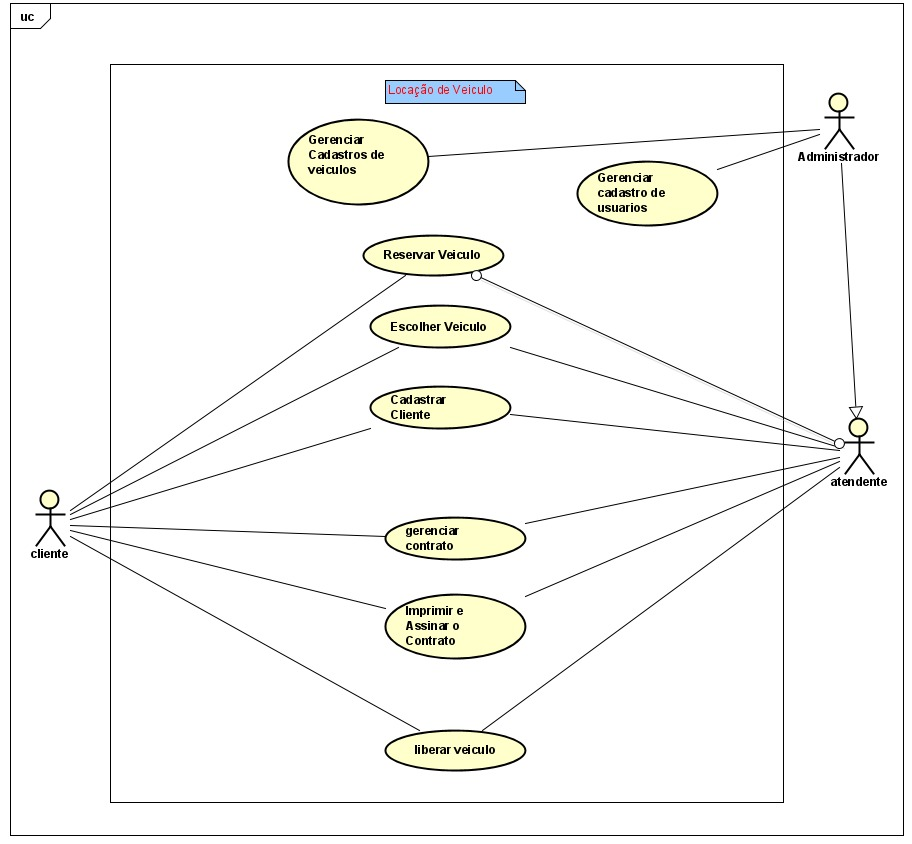 uc
Locação de Veiculo
Gerenciar
Cadastros de
veiculos
Administrador
Gerenciar
cadastro de
usuarios
Reservar Veiculo
Escolher Veiculo
Cadastrar
Cliente
atendente
gerenciar
contrato
cliente
Imprimir e
Assinar o
Contrato
liberar veiculo